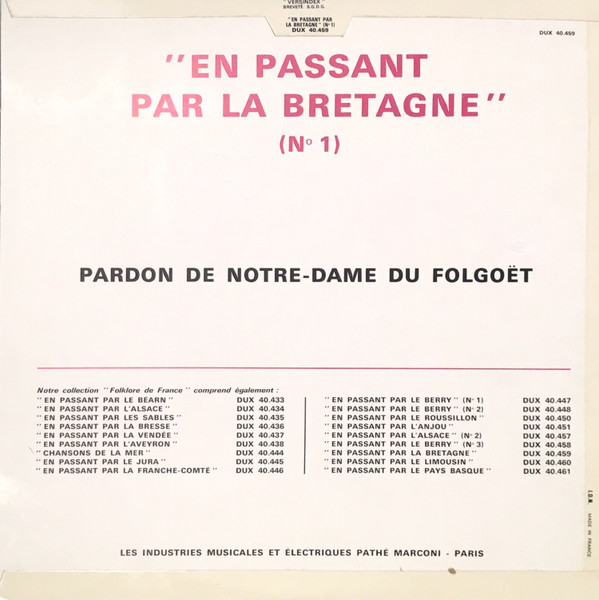 "VERSINDEX"
BREVETÉ S.G.D.G.
"EN PASSANT PAR
LA BRETAGNE" (N° 1)
DUX 40.459
DUX 40.459
"EN PASSANT
PAR LA BRETAGNE"
(N° 1)
PARDON DE NOTRE-DAME DU FOLGOËT
Notre collection "Folklore de France" comprend également :
"EN PASSANT PAR LE BÉARN" DUX 40.433
"EN PASSANT PAR L'ALSACE" DUX 40.434
"EN PASSANT PAR LES SABLES" DUX 40.435
"EN PASSANT PAR LA BRESSE" DUX 40.436
"EN PASSANT PAR LA VENDÉE" DUX 40.437
"EN PASSANT PAR L'AVEYRON" DUX 40.438
"CHANSONS DE LA MER" DUX 40.444
"EN PASSANT PAR LE JURA" DUX 40.445
"EN PASSANT PAR LA FRANCHE-COMTÉ" DUX 40.446
"EN PASSANT PAR LE BERRY" (N° 1) DUX 40.447
"EN PASSANT PAR LE BERRY" (N° 2) DUX 40.448
"EN PASSANT PAR LE ROUSSILLON" DUX 40.450
"EN PASSANT PAR L'ANJOU" DUX 40.451
"EN PASSANT PAR L'ALSACE" (N° 2) DUX 40.457
"EN PASSANT PAR LE BERRY" (N° 3) DUX 40.458
"EN PASSANT PAR LA BRETAGNE" DUX 40.459
"EN PASSANT PAR LE LIMOUSIN" DUX 40.460
"EN PASSANT PAR LE PAYS BASQUE" DUX 40.461
I.D.N. MADE IN FRANCE
LES INDUSTRIES MUSICALES ET ÉLECTRIQUES PATHÉ MARCONI - PARIS